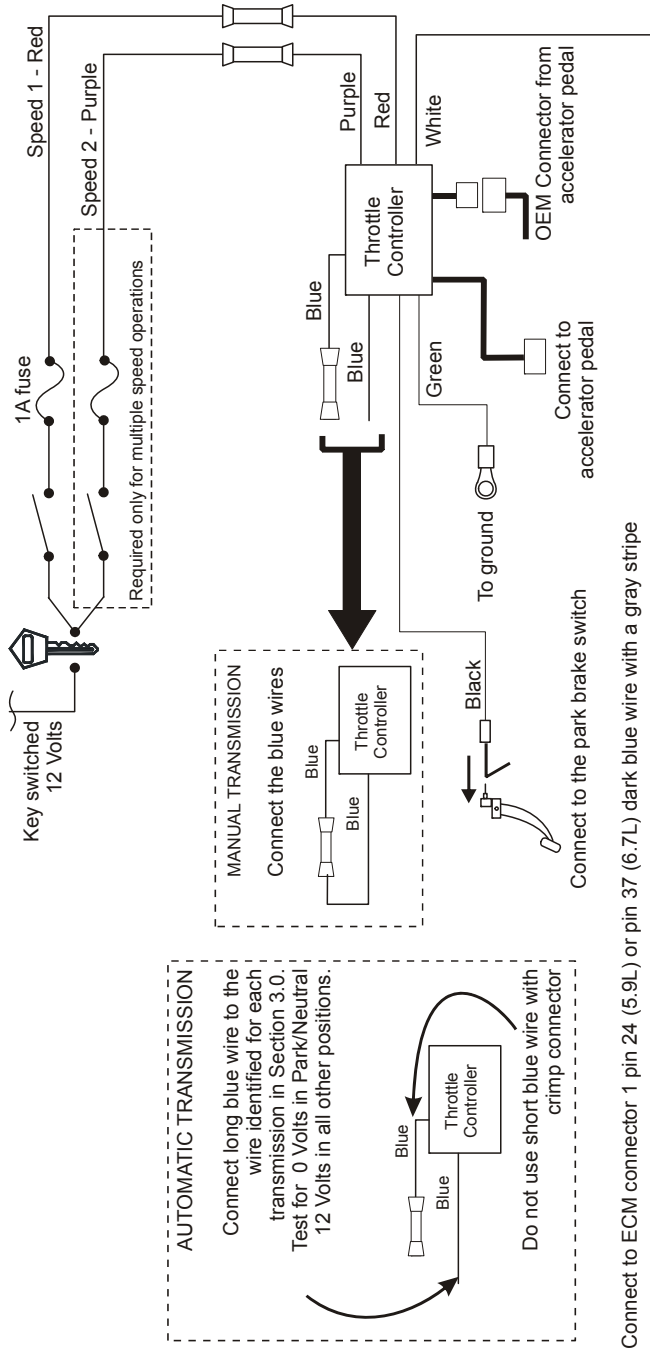 Key switched
12 Volts
1A fuse
Speed 1 - Red
Speed 2 - Purple
Required only for multiple speed operations
Purple
Red
White
Throttle
Controller
Blue
Blue
Green
OEM Connector from
accelerator pedal
Connect to
accelerator pedal
To ground
Black
Connect to the park brake switch
MANUAL TRANSMISSION
Connect the blue wires
Blue
Blue
Throttle
Controller
AUTOMATIC TRANSMISSION
Connect long blue wire to the
wire identified for each
transmission in Section 3.0.
Test for 0 Volts in Park/Neutral
12 Volts in all other positions.
Blue
Blue
Throttle
Controller
Do not use short blue wire with
crimp connector
Connect to ECM connector 1 pin 24 (5.9L) or pin 37 (6.7L) dark blue wire with a gray stripe